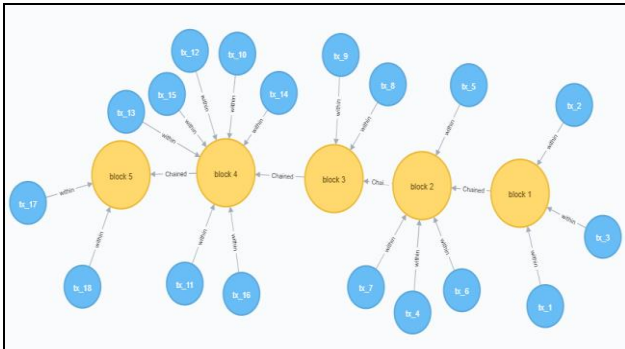 tx_12
tx_10
tx_9
tx_8
tx_5
tx_2
tx_15
tx_14
tx_13
within
within
within
within
within
within
within
within
within
block 5
Chained
block 4
Chained
block 3
Chai...
block 2
Chained
block 1
tx_17
within
within
tx_3
within
within
within
within
within
within
within
tx_18
tx_11
tx_16
tx_7
tx_4
tx_6
tx_1